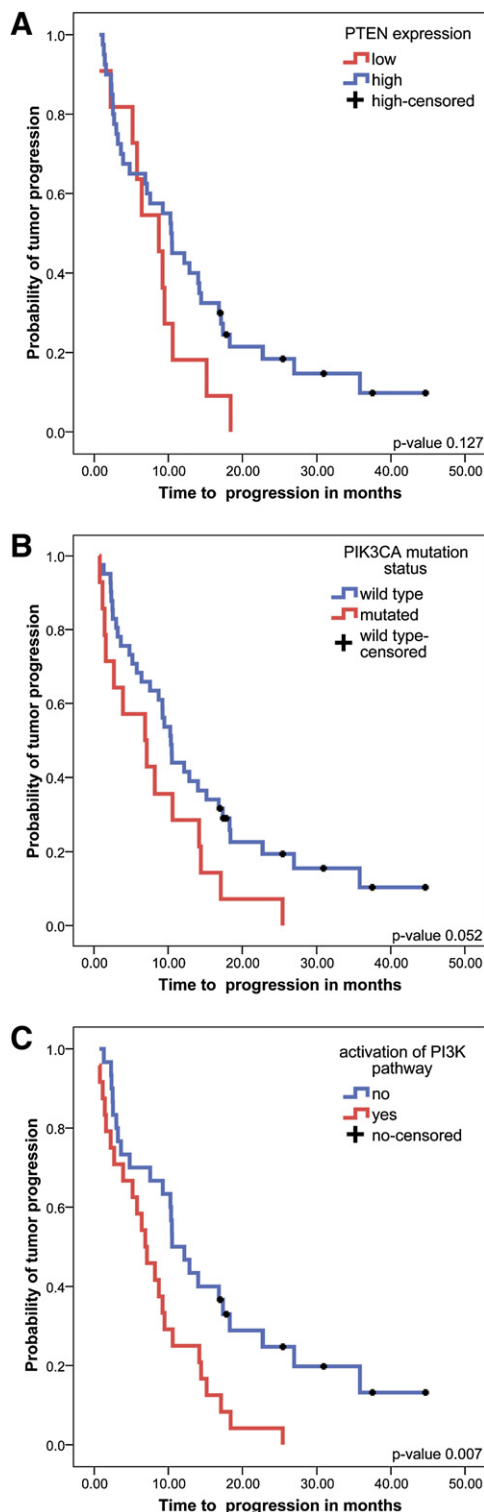 A
PTEN expression
low
high
high-censored
1.0
0.8
0.6
0.4
0.2
0.0
Probability of tumor progression
p-value 0.127
0.00 10.00 20.00 30.00 40.00 50.00
Time to progression in months
B
PIK3CA mutation
status
wild type
mutated
wild type-
censored
1.0
0.8
0.6
0.4
0.2
0.0
Probability of tumor progression
p-value 0.052
0.00 10.00 20.00 30.00 40.00 50.00
Time to progression in months
C
activation of PI3K
pathway
no
yes
no-censored
1.0
0.8
0.6
0.4
0.2
0.0
Probability of tumor progression
p-value 0.007
0.00 10.00 20.00 30.00 40.00 50.00
Time to progression in months